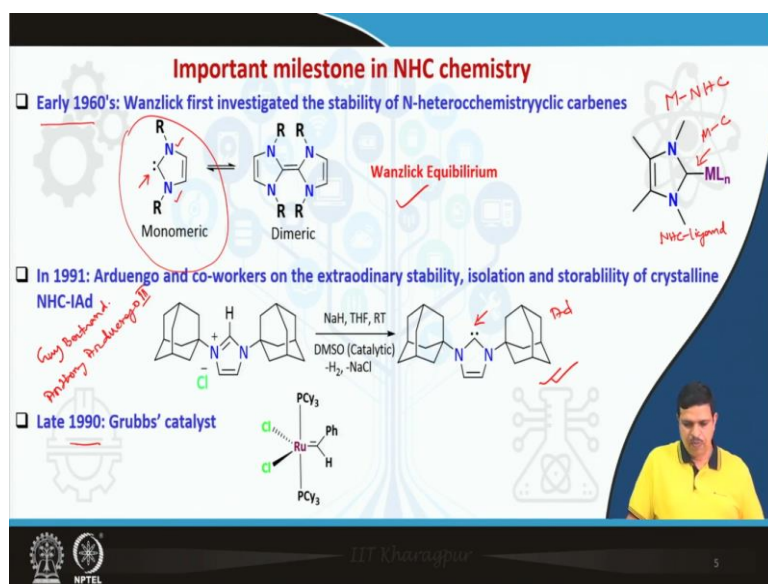 Important milestone in NHC chemistry
Early 1960's: Wanzlick first investigated the stability of N-heterocchemistryyclic carbenes
M-NHC
M-C
R
N
N
R
Monomeric
R R
N N
N N
R R
Dimeric
Wanzlick Equibilirium
N
N
MLn
NHC-ligand
In 1991: Arduengo and co-workers on the extraodinary stability, isolation and storablility of crystalline
NHC-IAd
Guy Bertrand.
Anthony Arduengo III
H
+
N N
−
Cl
NaH, THF, RT
DMSO (Catalytic)
-H2, -NaCl
N N
Ad
Late 1990: Grubbs' catalyst
PCy3
Cl
Ph
Ru
Cl
H
PCy3
NPTEL
IIT Kharagpur
5